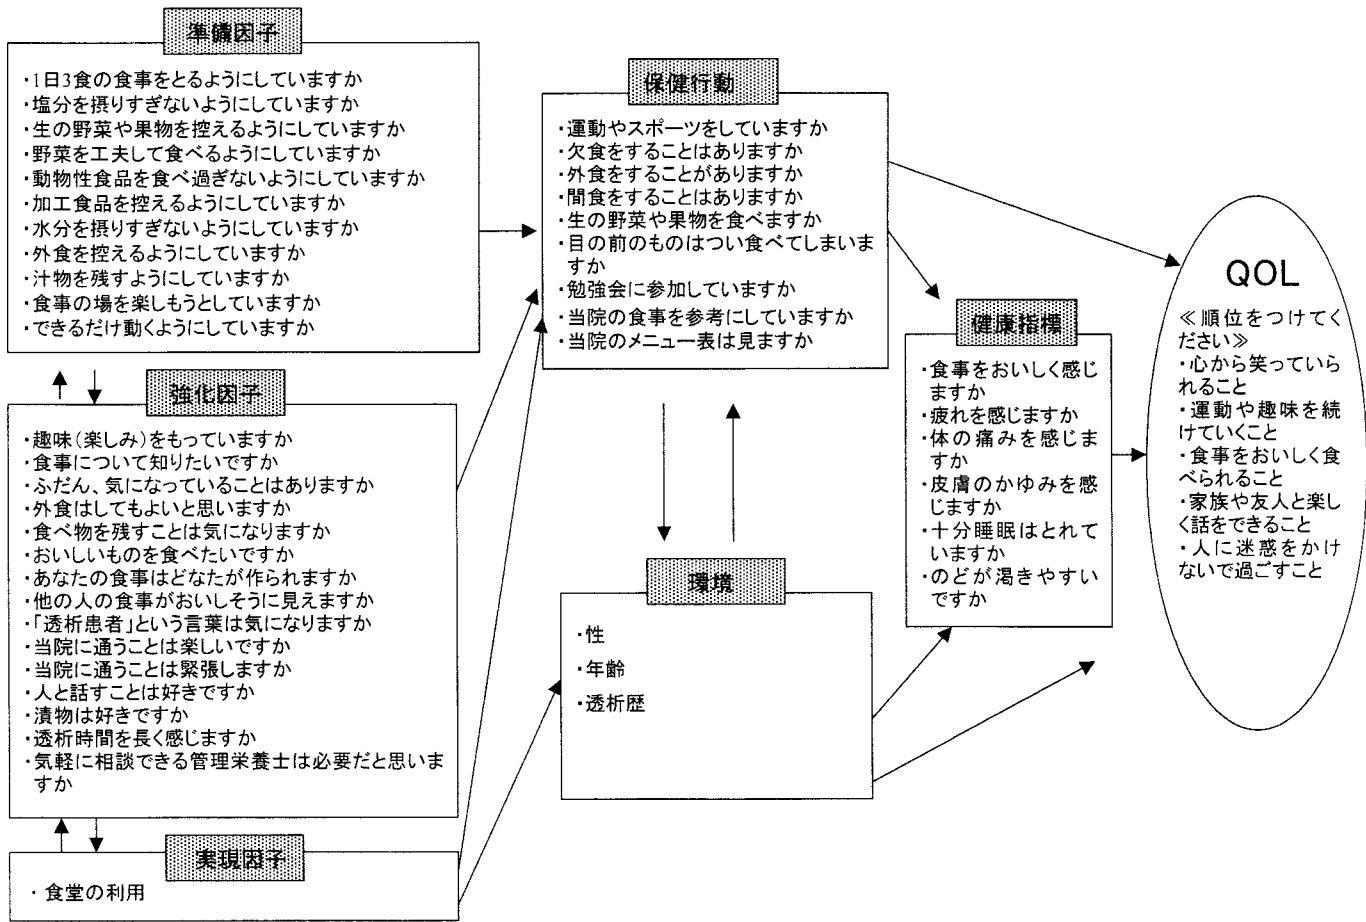 準備因子
・1日3食の食事をとるようにしていますか
・塩分を摂りすぎないようにしていますか
・生の野菜や果物を控えるようにしていますか
・野菜を工夫して食べるようにしていますか
・動物性食品を食べ過ぎないようにしていますか
・加工食品を控えるようにしていますか
・水分を摂りすぎないようにしていますか
・外食を控えるようにしていますか
・汁物を残すようにしていますか
・食事の場を楽しもうとしていますか
・できるだけ動くようにしていますか
強化因子
・趣味(楽しみ)をもっていますか
・食事について知りたいですか
・ふだん、気になっていることはありますか
・外食はしてもよいと思いますか
・食べ物を残すことは気になりますか
・おいしいものを食べたいですか
・あなたの食事はどなたが作られますか
・他の人の食事がおいしそうに見えますか
・「透析患者」という言葉は気になりますか
・当院に通うことは楽しいですか
・当院に通うことは緊張しますか
・人と話すことは好きですか
・漬物は好きですか
・透析時間を長く感じますか
・気軽に相談できる管理栄養士は必要だと思いま
すか
実現因子
・食堂の利用
保健行動
・運動やスポーツをしていますか
・欠食をすることはありますか
・外食をすることがありますか
・間食をすることはありますか
・生の野菜や果物を食べますか
・目の前のものはつい食べてしまいま
すか
・勉強会に参加していますか
・当院の食事を参考にしていますか
・当院のメニュー表は見ますか
環境
・性
・年齢
・透析歴
健康指標
・食事をおいしく感じ
ますか
・疲れを感じますか
・体の痛みを感じま
すか
・皮膚のかゆみを感
じますか
・十分睡眠はとれて
いますか
・のどが渇きやすい
ですか
QOL
≪順位をつけてく
ださい≫
・心から笑っていら
れること
・運動や趣味を続
けていくこと
・食事をおいしく食
べられること
・家族や友人と楽し
く話をできること
・人に迷惑をかけ
ないで過ごすこと